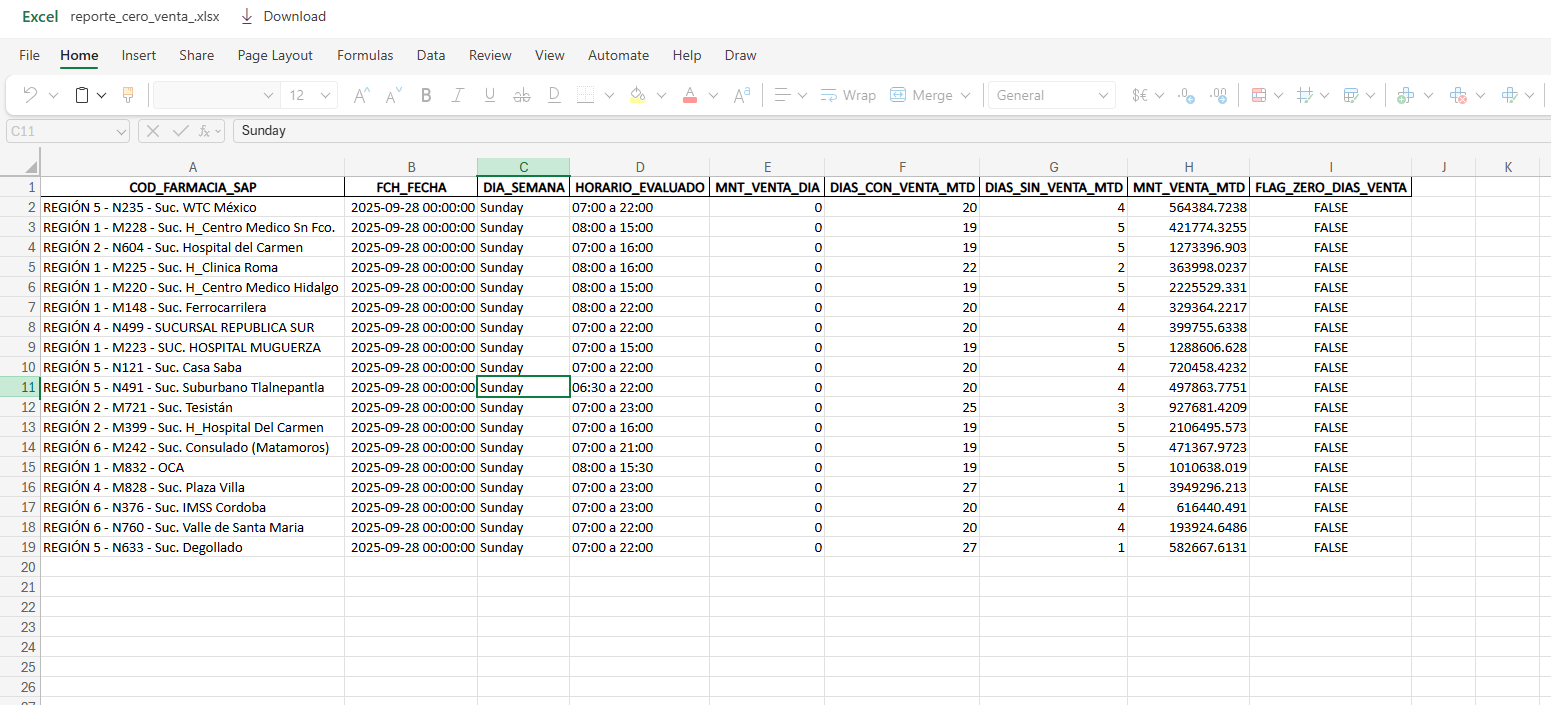 Excel reporte_cero_venta_.xlsx Download
File Home Insert Share Page Layout Formulas Data Review View Automate Help Draw
12 Wrap Merge General
C11 fx Sunday
A B C D E F G H I J K
1 COD_FARMACIA_SAP FCH_FECHA DIA_SEMANA HORARIO_EVALUADO MNT_VENTA_DIA DIAS_CON_VENTA_MTD DIAS_SIN_VENTA_MTD MNT_VENTA_MTD FLAG_ZERO_DIAS_VENTA
2 REGIÓN 5 - N235 - Suc. WTC México 2025-09-28 00:00:00 Sunday 07:00 a 22:00 0 20 4 564384.7238 FALSE
3 REGIÓN 1 - M228 - Suc. H_Centro Medico Sn Fco. 2025-09-28 00:00:00 Sunday 08:00 a 15:00 0 19 5 421774.3255 FALSE
4 REGIÓN 2 - N604 - Suc. Hospital del Carmen 2025-09-28 00:00:00 Sunday 07:00 a 16:00 0 19 5 1273396.903 FALSE
5 REGIÓN 1 - M225 - Suc. H_Clinica Roma 2025-09-28 00:00:00 Sunday 08:00 a 16:00 0 22 2 363998.0237 FALSE
6 REGIÓN 1 - M220 - Suc. H_Centro Medico Hidalgo 2025-09-28 00:00:00 Sunday 08:00 a 15:00 0 19 5 2225529.331 FALSE
7 REGIÓN 1 - M148 - Suc. Ferrocarrilera 2025-09-28 00:00:00 Sunday 08:00 a 22:00 0 20 4 329364.2217 FALSE
8 REGIÓN 4 - N499 - SUCURSAL REPUBLICA SUR 2025-09-28 00:00:00 Sunday 07:00 a 22:00 0 20 4 399755.6338 FALSE
9 REGIÓN 1 - M223 - SUC. HOSPITAL MUGUERZA 2025-09-28 00:00:00 Sunday 07:00 a 15:00 0 19 5 1288606.628 FALSE
10 REGIÓN 5 - N121 - Suc. Casa Saba 2025-09-28 00:00:00 Sunday 07:00 a 22:00 0 20 4 720458.4232 FALSE
11 REGIÓN 5 - N491 - Suc. Suburbano Tlalnepantla 2025-09-28 00:00:00 Sunday 06:30 a 22:00 0 20 4 497863.7751 FALSE
12 REGIÓN 2 - M721 - Suc. Tesistán 2025-09-28 00:00:00 Sunday 07:00 a 23:00 0 25 3 927681.4209 FALSE
13 REGIÓN 2 - M399 - Suc. H_Hospital Del Carmen 2025-09-28 00:00:00 Sunday 07:00 a 16:00 0 19 5 2106495.573 FALSE
14 REGIÓN 6 - M242 - Suc. Consulado (Matamoros) 2025-09-28 00:00:00 Sunday 07:00 a 21:00 0 19 5 471367.9723 FALSE
15 REGIÓN 1 - M832 - OCA 2025-09-28 00:00:00 Sunday 08:00 a 15:30 0 19 5 1010638.019 FALSE
16 REGIÓN 4 - M828 - Suc. Plaza Villa 2025-09-28 00:00:00 Sunday 07:00 a 23:00 0 27 1 3949296.213 FALSE
17 REGIÓN 6 - N376 - Suc. IMSS Cordoba 2025-09-28 00:00:00 Sunday 07:00 a 23:00 0 20 4 616440.491 FALSE
18 REGIÓN 6 - N760 - Suc. Valle de Santa Maria 2025-09-28 00:00:00 Sunday 07:00 a 22:00 0 20 4 193924.6486 FALSE
19 REGIÓN 5 - N633 - Suc. Degollado 2025-09-28 00:00:00 Sunday 07:00 a 22:00 0 27 1 582667.6131 FALSE
20
21
22
23
24
25
26